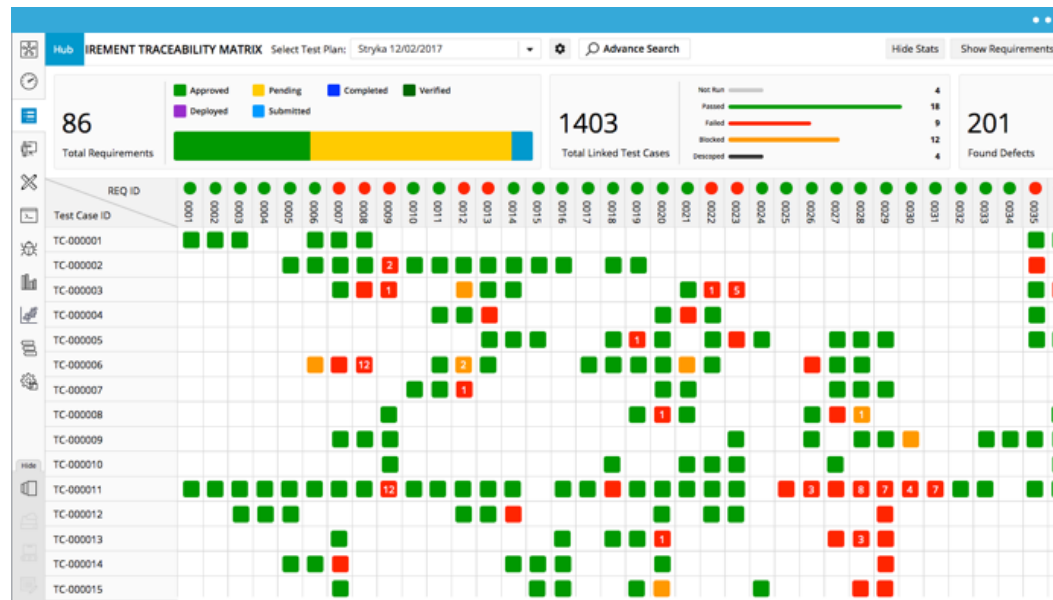 Hub IREMENT TRACEABILITY MATRIX Select Test Plan: Stryka 12/02/2017 Advance Search Hide Stats Show Requirements
Approved Pending Completed Verified
Deployed Submitted
86
Total Requirements
1403
Total Linked Test Cases
Not Run 4
Passed 18
Failed 9
Blocked 12
Descoped 4
201
Found Defects
REQ ID
Test Case ID
0001 0002 0003 0004 0005 0006 0007 0008 0009 0010 0011 0012 0013 0014 0015 0016 0017 0018 0019 0020 0021 0022 0023 0024 0025 0026 0027 0028 0029 0030 0031 0032 0033 0034 0035
TC-000001
TC-000002 2
TC-000003 1 1 5
TC-000004
TC-000005 1
TC-000006 12 2
TC-000007 1
TC-000008 1 1
TC-000009
Hide TC-000010
TC-000011 12 3 8 7 4 7
TC-000012
TC-000013 1 3
TC-000014
TC-000015